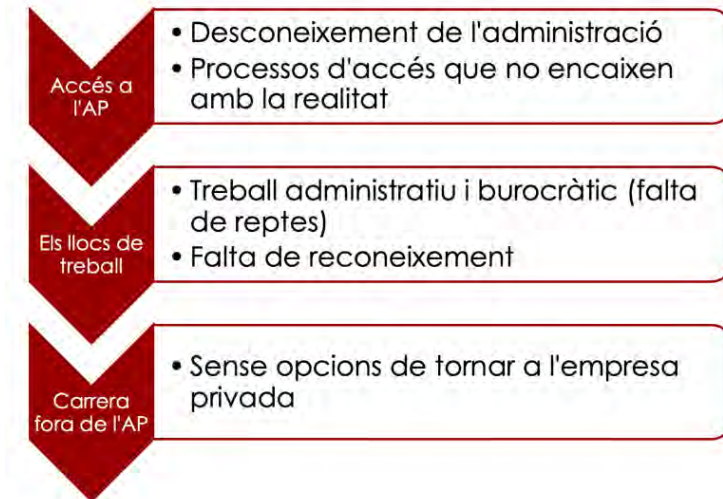 Accés a
l'AP
• Desconeixement de l'administració
• Processos d'accés que no encaixen
amb la realitat
Els llocs de
treball
• Treball administratiu i burocràtic (falta
de reptes)
• Falta de reconeixement
Carrera
fora de l'AP
• Sense opcions de tornar a l'empresa
privada